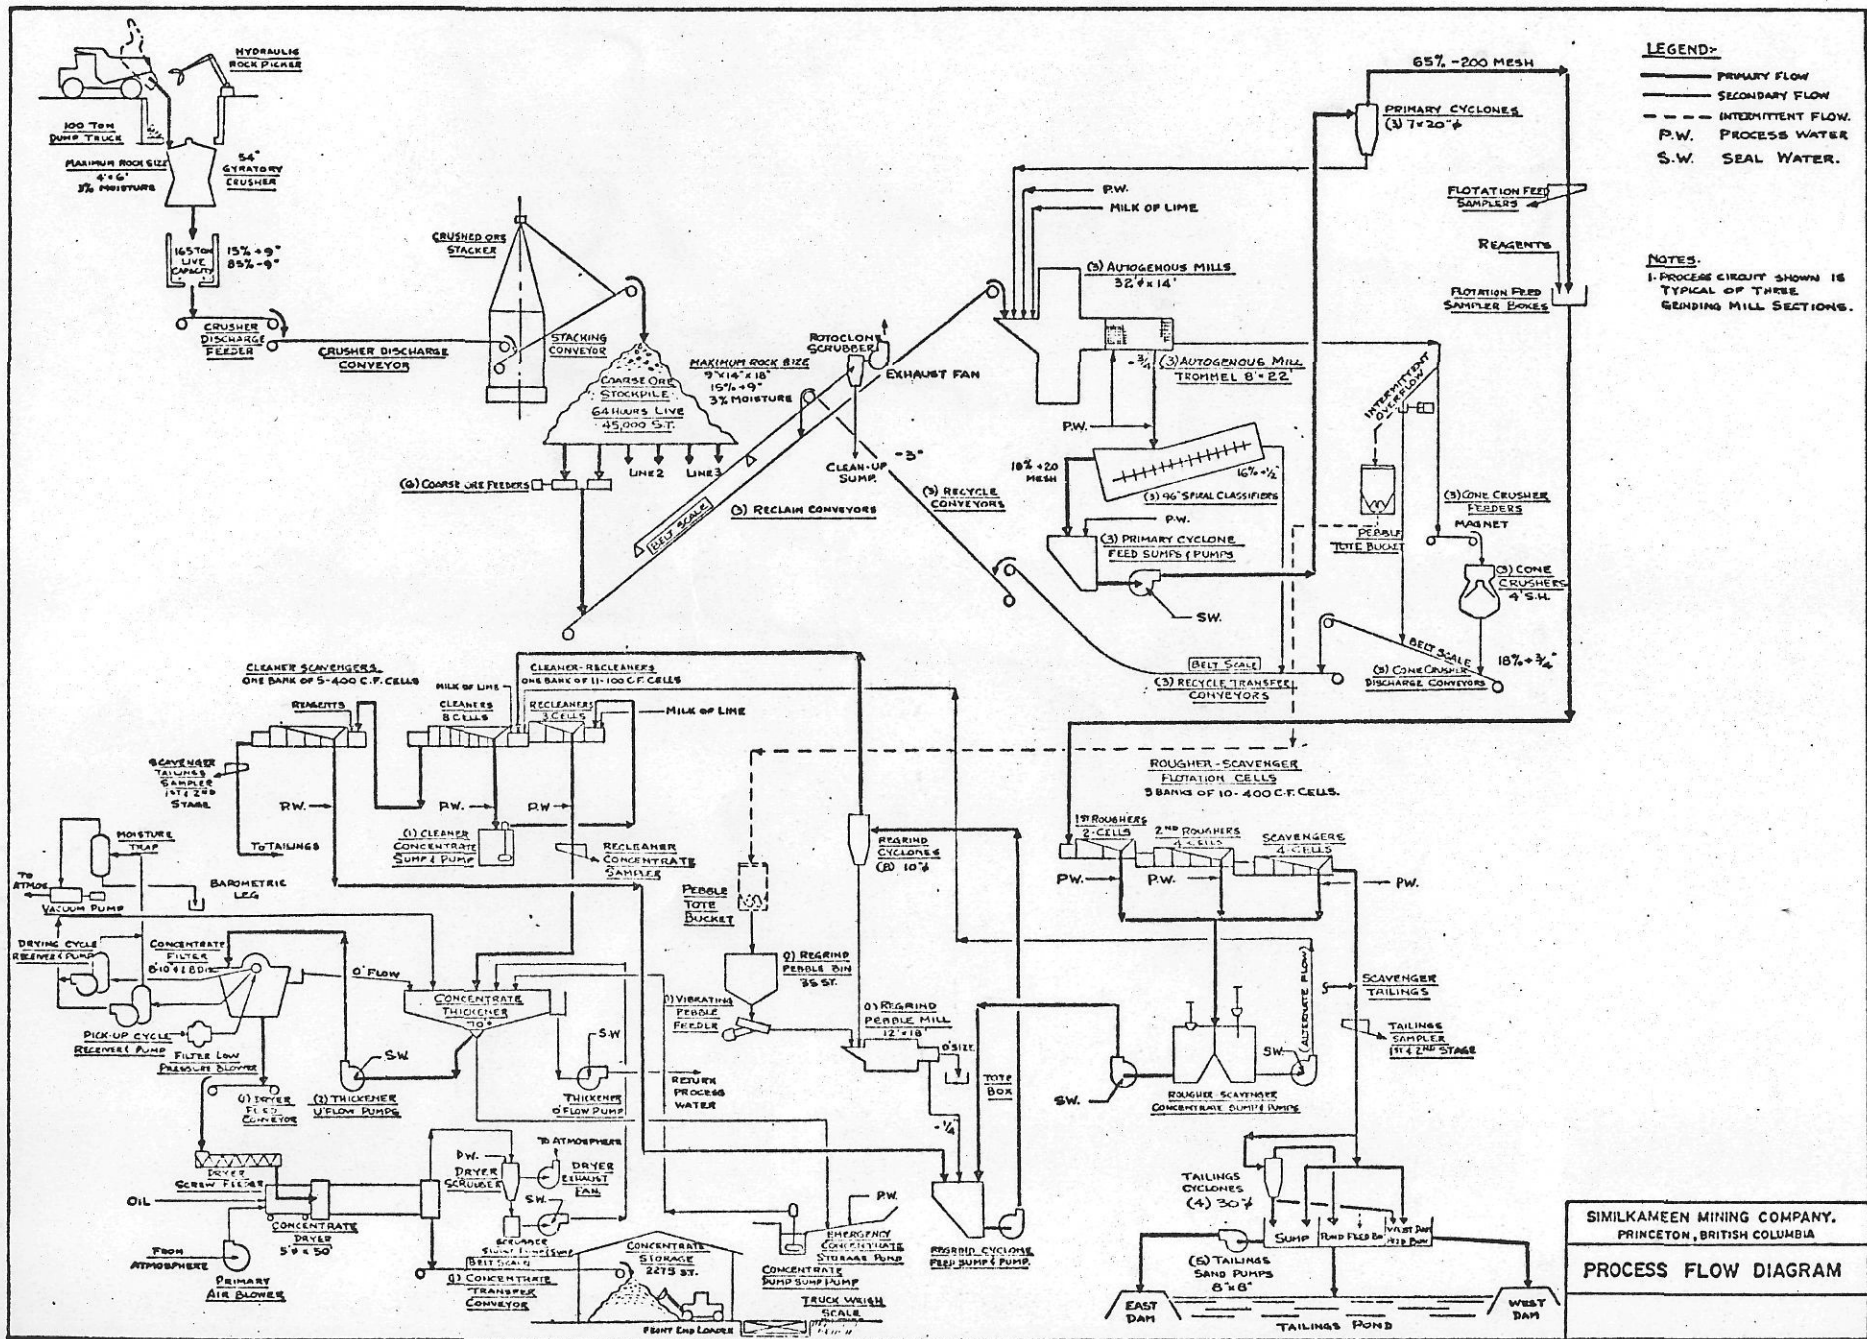 HYDRAULIC
ROCK PICKER
100 TON
DUMP TRUCK
MAXIMUM ROCK SIZE
4'x6'
3% MOISTURE
54"
GYRATORY
CRUSHER
165 TON
LIVE
CAPACITY
15% +9"
85% -9"
CRUSHER
DISCHARGE
FEEDER
CRUSHER DISCHARGE
CONVEYOR
CRUSHED ORE
STACKER
STACKING
CONVEYOR
COARSE ORE
STOCKPILE
64 HOURS LIVE
45,000 S.T.
LINE 2
LINE 3
(6) COARSE ORE FEEDERS
MAXIMUM ROCK SIZE
9"x14"x18"
15% +9"
3% MOISTURE
ROTOCLONE
SCRUBBER
EXHAUST FAN
CLEAN-UP
SUMP.
-3"
BELT SCALE
(3) RECLAIM CONVEYORS
(3) RECYCLE
CONVEYORS
P.W.
MILK OF LIME
(3) AUTOGENOUS MILLS
32'φ x 14'
-3/4
(3) AUTOGENOUS MILL
TROMMEL 8' x 22'
P.W.
18% +20
MESH
16% +1/2"
(3) 96" SPIRAL CLASSIFIERS
P.W.
(3) PRIMARY CYCLONE
FEED SUMPS & PUMPS
S.W.
65% -200 MESH
PRIMARY CYCLONES
(3) 7x20"φ
FLOTATION FEED
SAMPLERS
REAGENTS
FLOTATION FEED
SAMPLER BOXES
INTERMITTENT
OVERFLOW
PEBBLE
TOTE BUCKET
(3) CONE CRUSHER
FEEDERS
MAGNET
(3) CONE
CRUSHERS
4' S.H.
BELT SCALE
18% +3/4"
(3) CONE CRUSHER
DISCHARGE CONVEYORS
BELT SCALE
(3) RECYCLE TRANSFER
CONVEYORS
LEGEND:-
PRIMARY FLOW
SECONDARY FLOW
INTERMITTENT FLOW.
P.W. PROCESS WATER
S.W. SEAL WATER.
NOTES.
1. PROCESS CIRCUIT SHOWN IS
TYPICAL OF THREE
GRINDING MILL SECTIONS.
CLEANER SCAVENGERS
ONE BANK OF 5-400 C.F. CELLS
REAGENTS
CLEANER-RECLEANERS
ONE BANK OF 11-100 C.F. CELLS
MILK OF LIME
CLEANERS
8 CELLS
RECLEANERS
3 CELLS
MILK OF LIME
SCAVENGER
TAILINGS
SAMPLER
1ST & 2ND
STAGE
P.W.
P.W.
P.W
TO TAILINGS
(1) CLEANER
CONCENTRATE
SUMP & PUMP
RECLEANER
CONCENTRATE
SAMPLER
MOISTURE
TRAP
TO
ATMOS
VACUUM PUMP
BAROMETRIC
LEG
DRYING CYCLE
RECEIVER & PUMP
CONCENTRATE
FILTER
O'FLOW
PICK-UP CYCLE
RECEIVER & PUMP
FILTER LOW
PRESSURE BLOWER
CONCENTRATE
THICKENER
70'φ
S.W.
(2) THICKENER
U'FLOW PUMPS
S.W
THICKENER
O'FLOW PUMP
RETURN
PROCESS
WATER
(1) DRYER
FEED
CONVEYOR
DRYER
SCREW FEEDER
OIL
CONCENTRATE
DRYER
5'φ x 50'
FROM
ATMOSPHERE
PRIMARY
AIR BLOWER
P.W.
DRYER
SCRUBBER
TO ATMOSPHERE
DRYER
EXHAUST
FAN.
S.W.
SCRUBBER
BELT SCALE
(1) CONCENTRATE
TRANSFER
CONVEYOR
CONCENTRATE
STORAGE
2275 ST.
FRONT END LOADER
TRUCK WEIGH
SCALE
P.W.
EMERGENCY
CONCENTRATE
STORAGE POND
CONCENTRATE
DUMP SUMP PUMP
PEBBLE
TOTE
BUCKET
(1) REGRIND
PEBBLE BIN
35 ST.
(1) VIBRATING
PEBBLE
FEEDER
(1) REGRIND
PEBBLE MILL
12' x 18'
O'SIZE
TOTE
BOX
-1/4
REGRIND
CYCLONES
(8) 10"φ
REGRIND CYCLONE
FEED SUMP & PUMP.
ROUGHER-SCAVENGER
FLOTATION CELLS
3 BANKS OF 10-400 C.F. CELLS.
1ST ROUGHERS
2-CELLS
2ND ROUGHERS
4-CELLS
SCAVENGERS
4-CELLS
P.W.
P.W.
P.W.
(ALTERNATE FLOW)
SCAVENGER
TAILINGS
TAILINGS
SAMPLER
1ST & 2ND STAGE
S.W.
S.W.
ROUGHER-SCAVENGER
CONCENTRATE SUMP & PUMPS
TAILINGS
CYCLONES
(4) 30"φ
SUMP
POND FEED BOX
WEST DAM
FEED BOX
(5) TAILINGS
SAND PUMPS
8"x8"
EAST
DAM
TAILINGS POND
WEST
DAM
SIMILKAMEEN MINING COMPANY.
PRINCETON, BRITISH COLUMBIA
PROCESS FLOW DIAGRAM